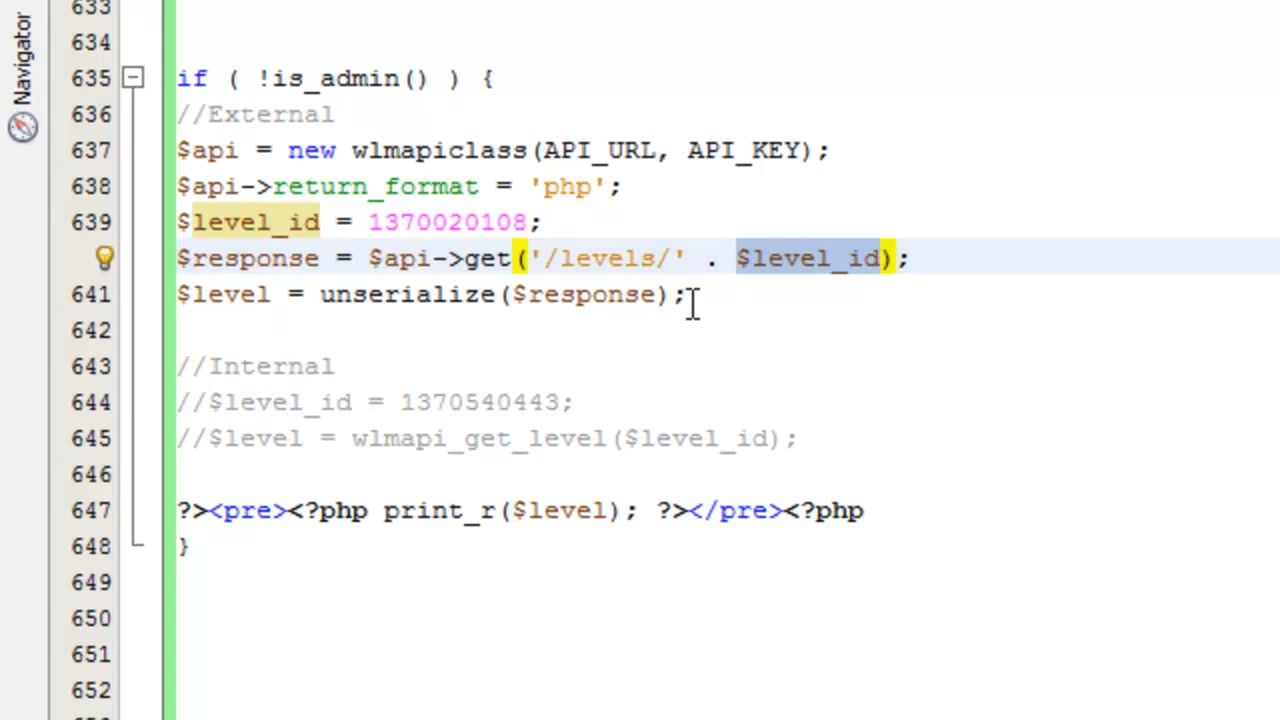 Navigator
633
634
635 if ( !is_admin() ) {
636 //External
637 $api = new wlmapiclass(API_URL, API_KEY);
638 $api->return_format = 'php';
639 $level_id = 1370020108;
$response = $api->get('/levels/' . $level_id);
641 $level = unserialize($response);
642
643 //Internal
644 //$level_id = 1370540443;
645 //$level = wlmapi_get_level($level_id);
646
647 ?><pre><?php print_r($level); ?></pre><?php
648 }
649
650
651
652